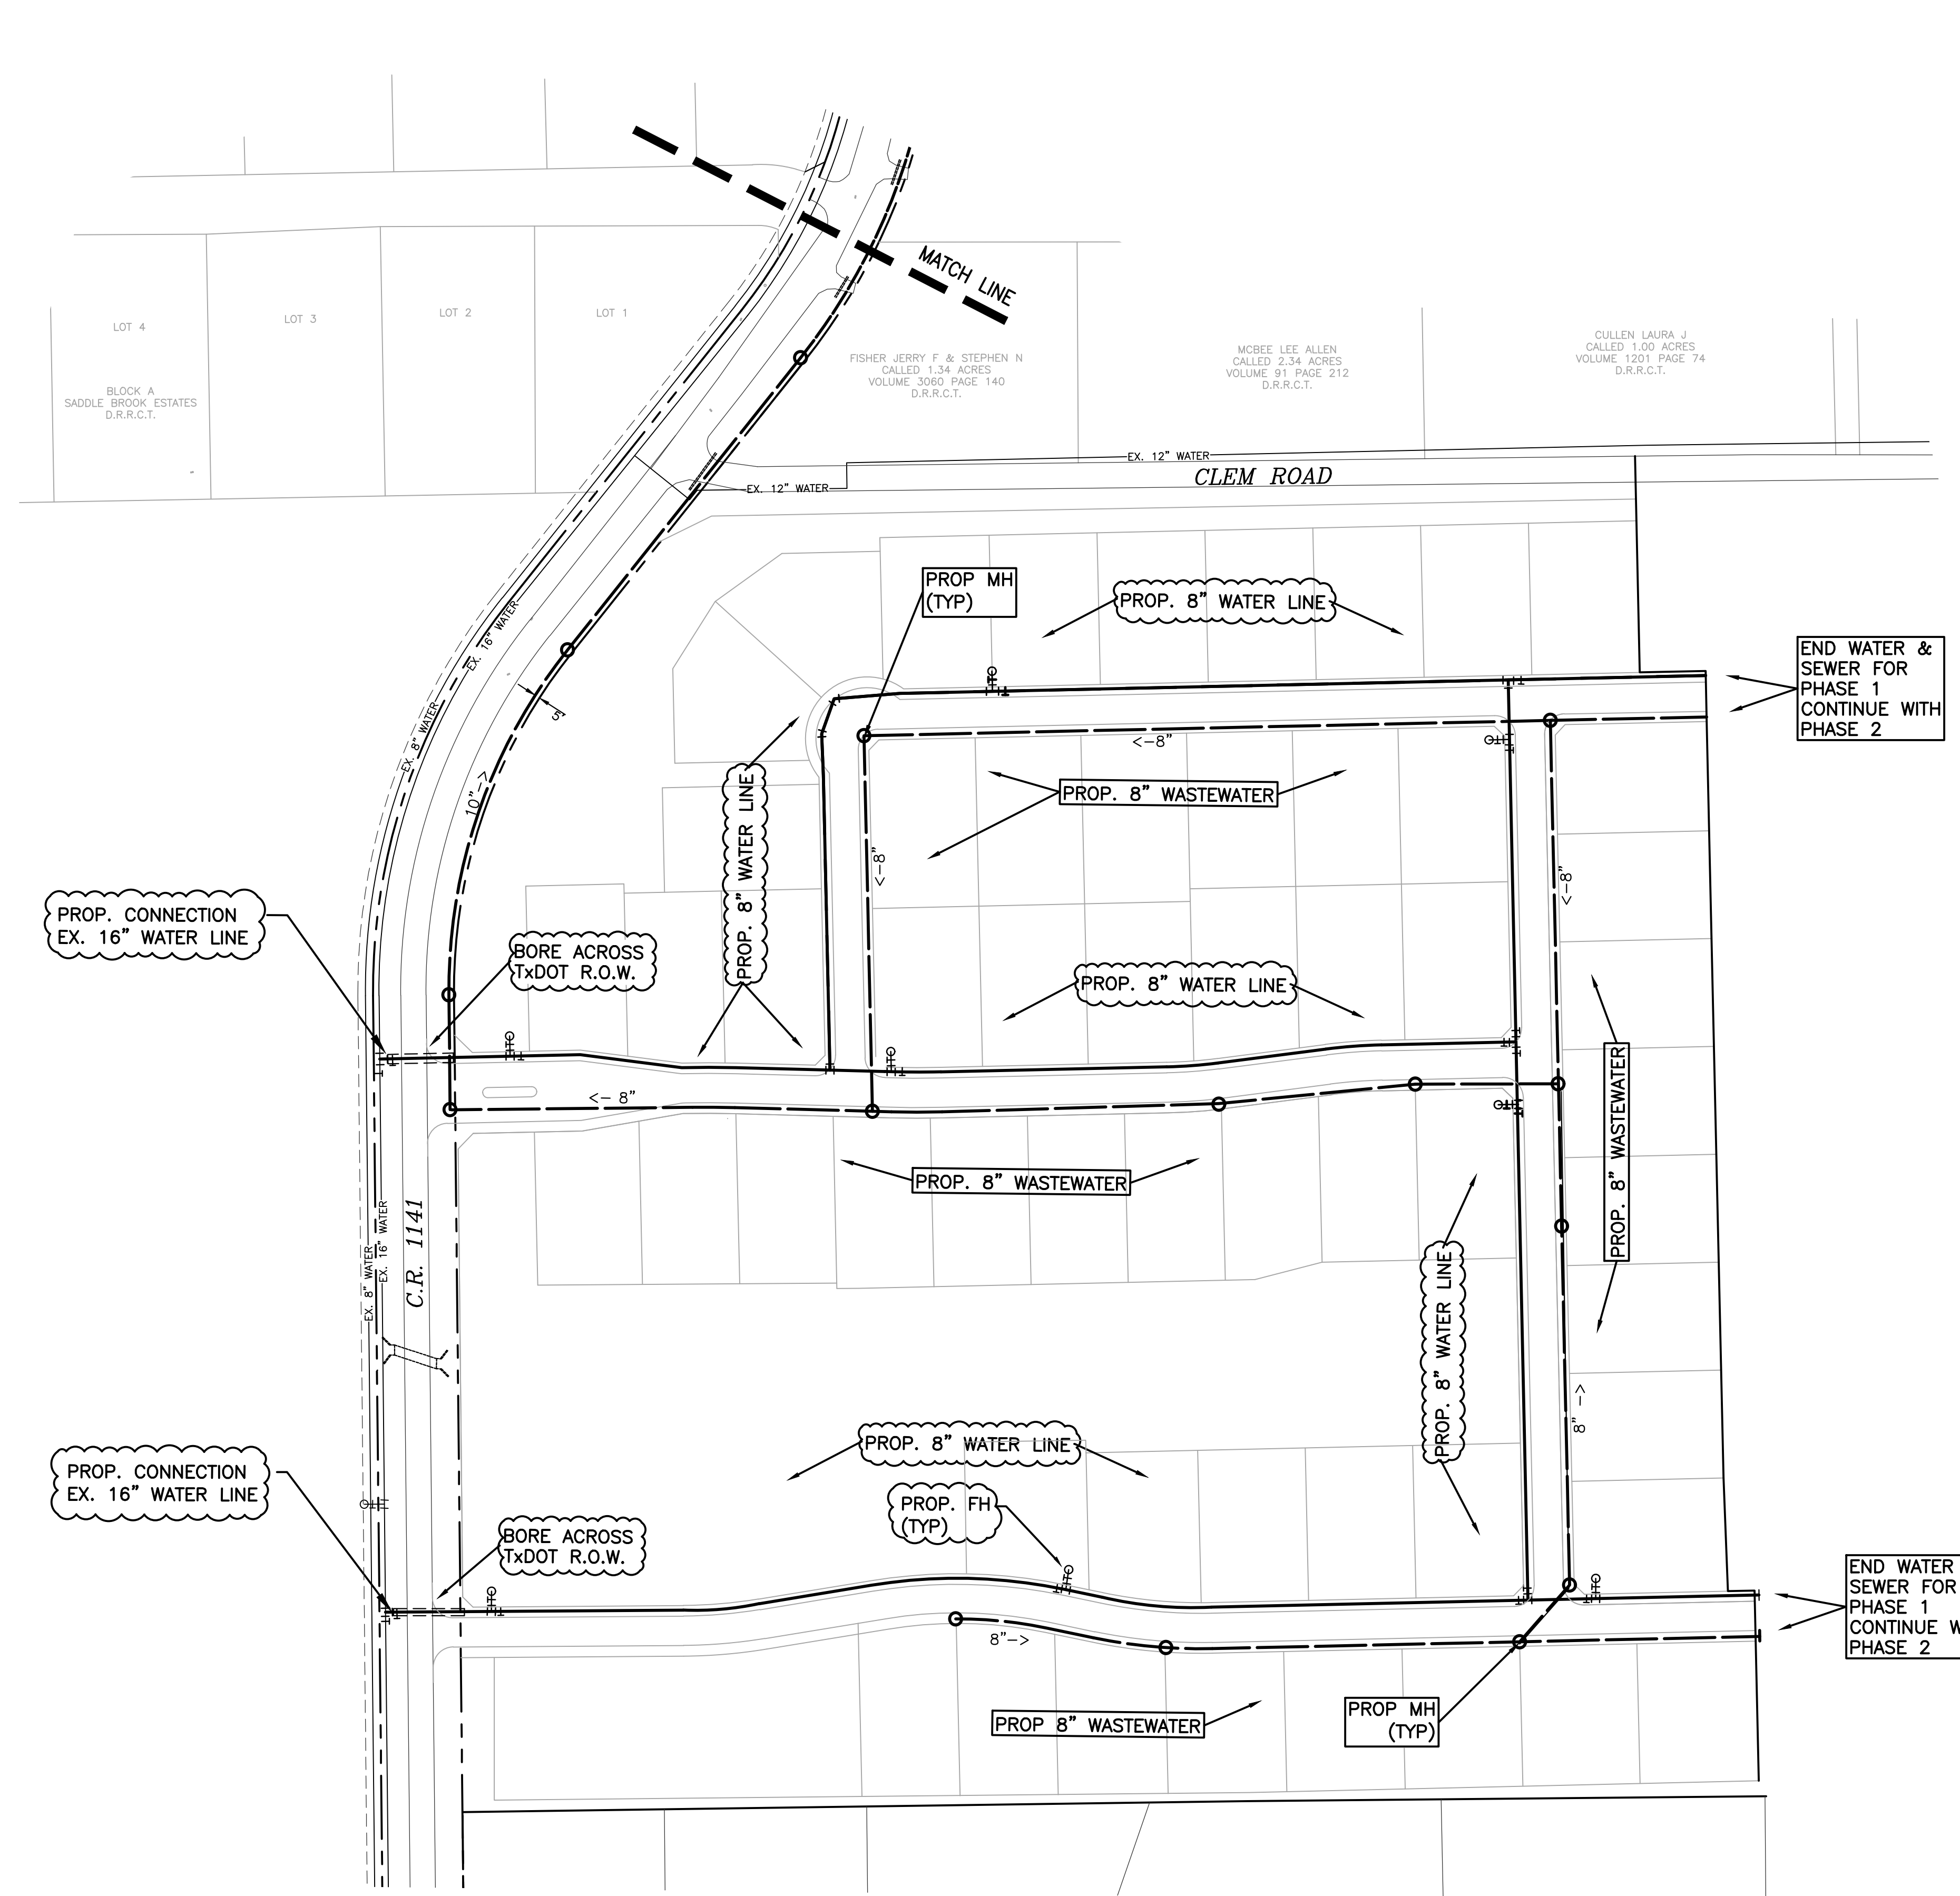 MATCH LINE
LOT 4
LOT 3
LOT 2
LOT 1
BLOCK A
SADDLE BROOK ESTATES
D.R.R.C.T.
FISHER JERRY F & STEPHEN N
CALLED 1.34 ACRES
VOLUME 3060 PAGE 140
D.R.R.C.T.
MCBEE LEE ALLEN
CALLED 2.34 ACRES
VOLUME 91 PAGE 212
D.R.R.C.T.
CULLEN LAURA J
CALLED 1.00 ACRES
VOLUME 1201 PAGE 74
D.R.R.C.T.
EX. 12" WATER
EX. 12" WATER
CLEM ROAD
PROP MH
(TYP)
PROP. 8" WATER LINE
EX. 16" WATER
EX. 8" WATER
5'
10"->
END WATER &
SEWER FOR
PHASE 1
CONTINUE WITH
PHASE 2
<-8"
PROP. 8" WASTEWATER
PROP. 8" WATER LINE
<-8"
<-8"
PROP. CONNECTION
EX. 16" WATER LINE
BORE ACROSS
TxDOT R.O.W.
PROP. 8" WATER LINE
<- 8"
PROP. 8" WASTEWATER
PROP. 8" WASTEWATER
EX. 8" WATER
EX. 16" WATER
C.R. 1141
PROP. 8" WATER LINE
8" ->
PROP. 8" WATER LINE
PROP. CONNECTION
EX. 16" WATER LINE
PROP. FH
(TYP)
BORE ACROSS
TxDOT R.O.W.
END WATER
SEWER FOR
PHASE 1
CONTINUE W
PHASE 2
8"->
PROP 8" WASTEWATER
PROP MH
(TYP)